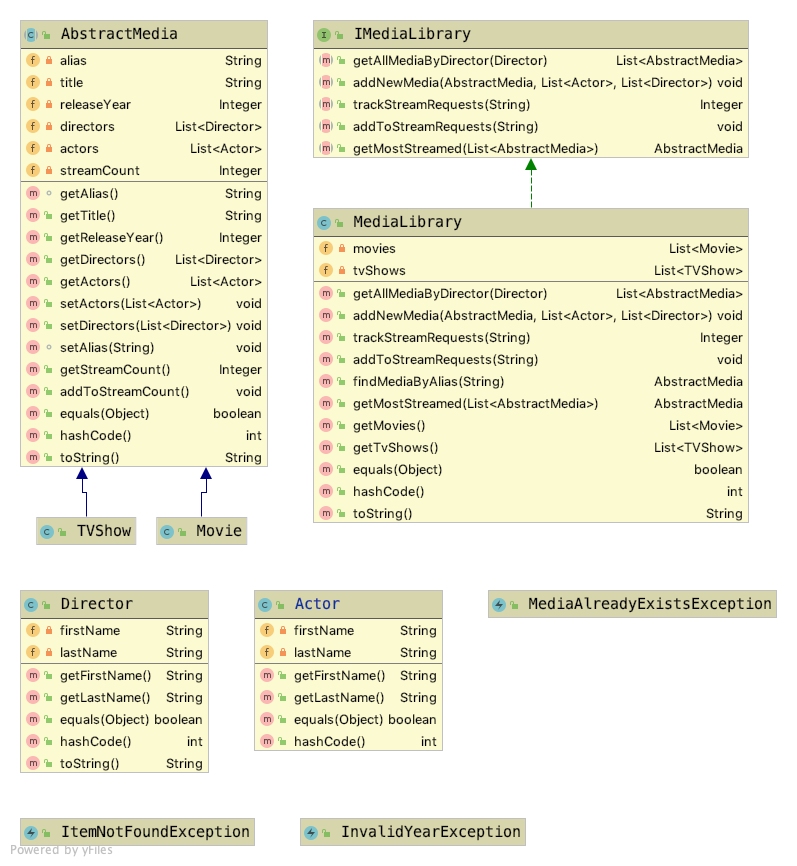 AbstractMedia
alias String
title String
releaseYear Integer
directors List<Director>
actors List<Actor>
streamCount Integer
getAlias() String
getTitle() String
getReleaseYear() Integer
getDirectors() List<Director>
getActors() List<Actor>
setActors(List<Actor>) void
setDirectors(List<Director>) void
setAlias(String) void
getStreamCount() Integer
addToStreamCount() void
equals(Object) boolean
hashCode() int
toString() String
TVShow
Movie
IMediaLibrary
getAllMediaByDirector(Director) List<AbstractMedia>
addNewMedia(AbstractMedia, List<Actor>, List<Director>) void
trackStreamRequests(String) Integer
addToStreamRequests(String) void
getMostStreamed(List<AbstractMedia>) AbstractMedia
MediaLibrary
movies List<Movie>
tvShows List<TVShow>
getAllMediaByDirector(Director) List<AbstractMedia>
addNewMedia(AbstractMedia, List<Actor>, List<Director>) void
trackStreamRequests(String) Integer
addToStreamRequests(String) void
findMediaByAlias(String) AbstractMedia
getMostStreamed(List<AbstractMedia>) AbstractMedia
getMovies() List<Movie>
getTvShows() List<TVShow>
equals(Object) boolean
hashCode() int
toString() String
Director
firstName String
lastName String
getFirstName() String
getLastName() String
equals(Object) boolean
hashCode() int
toString() String
Actor
firstName String
lastName String
getFirstName() String
getLastName() String
equals(Object) boolean
hashCode() int
MediaAlreadyExistsException
ItemNotFoundException
InvalidYearException
Powered by yFiles